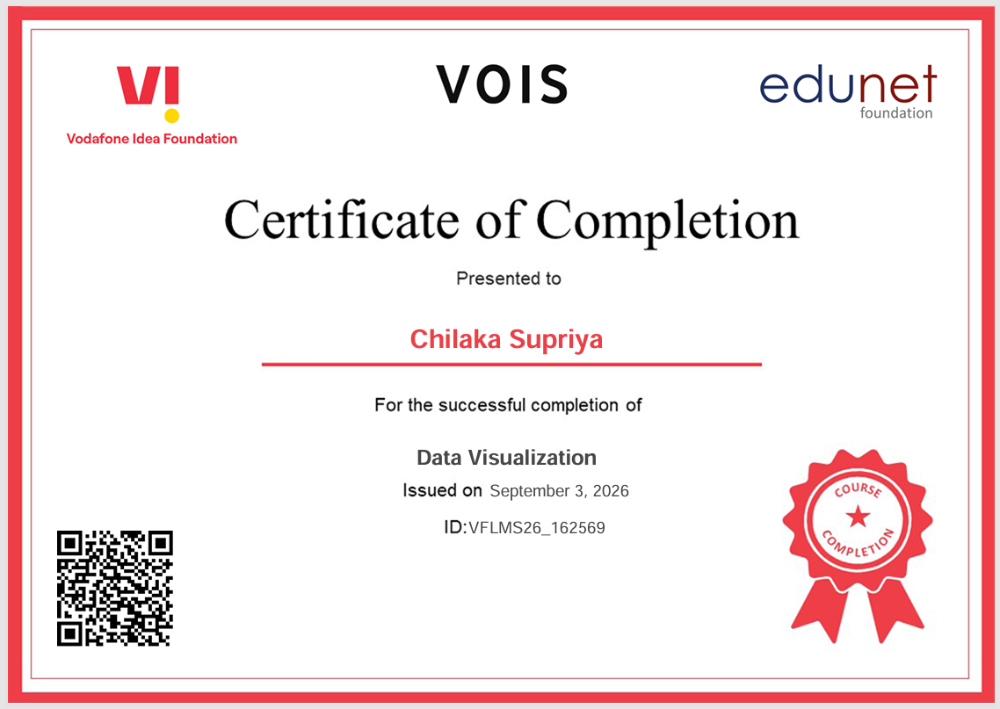 VI
Vodafone Idea Foundation
VOIS
edunet
foundation
Certificate of Completion
Presented to
Chilaka Supriya
For the successful completion of
Data Visualization
Issued on September 3, 2026
ID:VFLMS26_162569
COURSE
COMPLETION